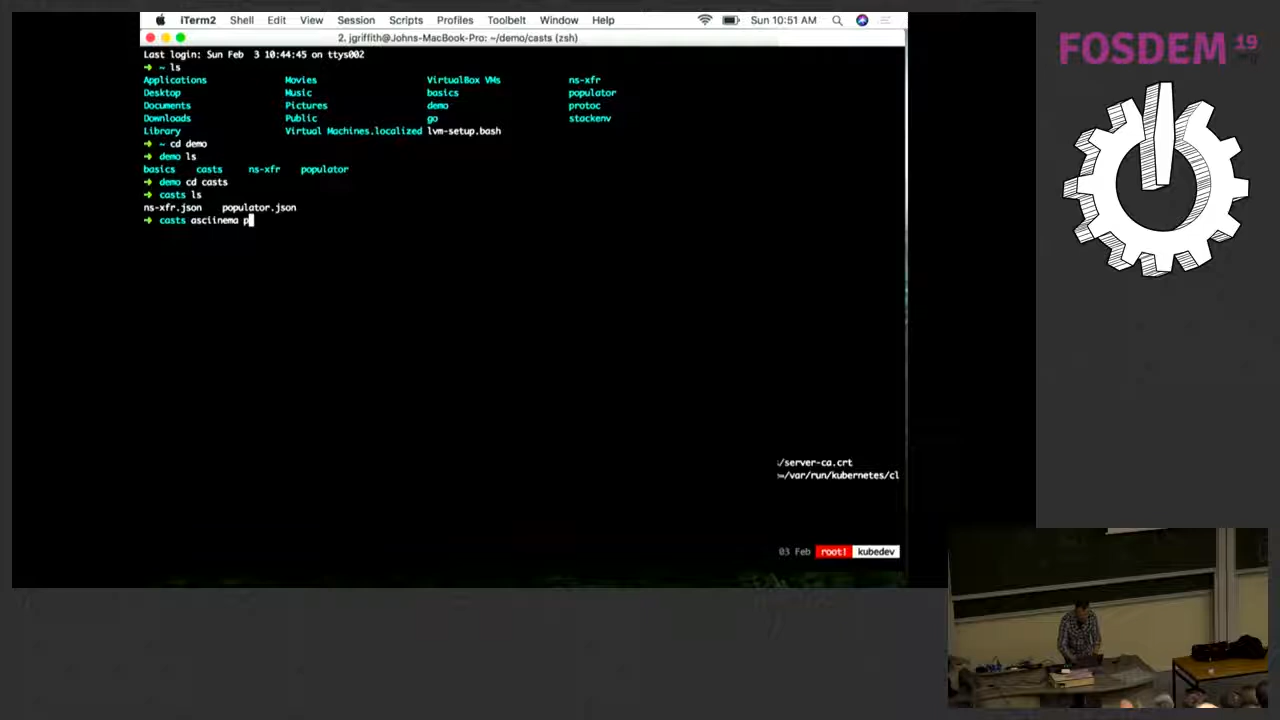 iTerm2 Shell Edit View Session Scripts Profiles Toolbelt Window Help Sun 10:51 AM
2. jgriffith@Johns-MacBook-Pro: ~/demo/casts (zsh)
FOSDEM 19
Last login: Sun Feb 3 10:44:45 on ttys002
➜ ~ ls
Applications Movies VirtualBox VMs ns-xfr
Desktop Music basics populator
Documents Pictures demo protoc
Downloads Public go stackenv
Library Virtual Machines.localized lvm-setup.bash
➜ ~ cd demo
➜ demo ls
basics casts ns-xfr populator
➜ demo cd casts
➜ casts ls
ns-xfr.json populator.json
➜ casts asciinema p
/server-ca.crt
=/var/run/kubernetes/cl
03 Feb root1 kubedev